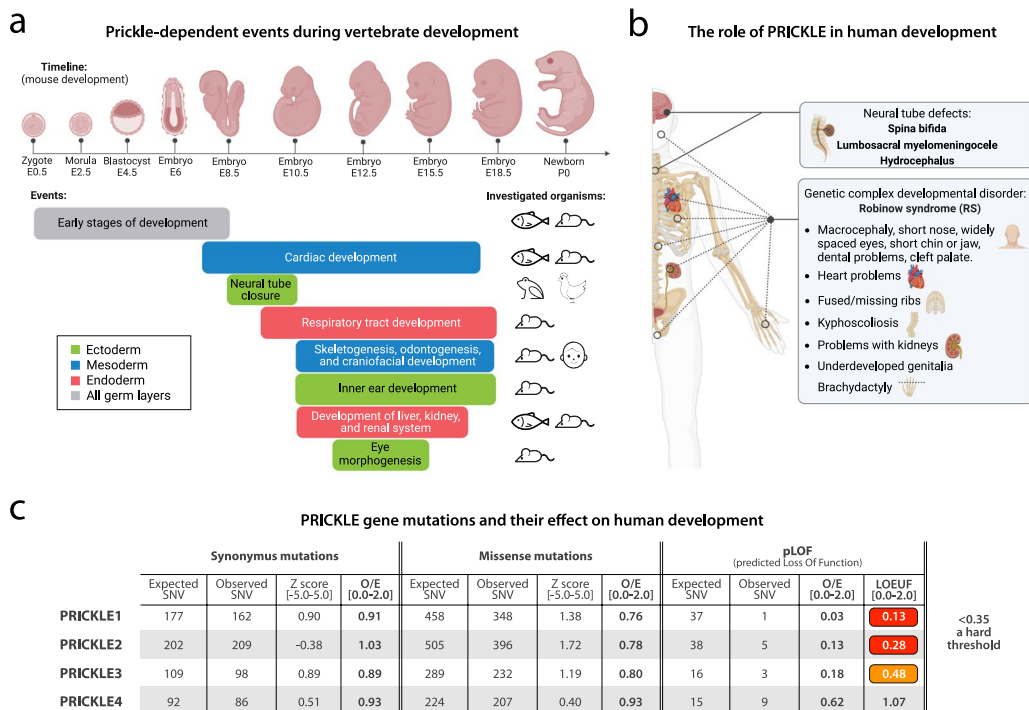 a
Prickle-dependent events during vertebrate development
Timeline:
(mouse development)
Zygote
E0.5
Morula
E2.5
Blastocyst
E4.5
Embryo
E6
Embryo
E8.5
Embryo
E10.5
Embryo
E12.5
Embryo
E15.5
Embryo
E18.5
Newborn
P0
Events:
Investigated organisms:
Early stages of development
Cardiac development
Neural tube
closure
Respiratory tract development
Skeletogenesis, odontogenesis,
and craniofacial development
Inner ear development
Development of liver, kidney,
and renal system
Eye
morphogenesis
Ectoderm
Mesoderm
Endoderm
All germ layers
b
The role of PRICKLE in human development
Neural tube defects:
Spina bifida
Lumbosacral myelomeningocele
Hydrocephalus
Genetic complex developmental disorder:
Robinow syndrome (RS)
• Macrocephaly, short nose, widely
spaced eyes, short chin or jaw,
dental problems, cleft palate.
• Heart problems
• Fused/missing ribs
• Kyphoscoliosis
• Problems with kidneys
• Underdeveloped genitalia
Brachydactyly
c
PRICKLE gene mutations and their effect on human development
Synonymus mutations Missense mutations pLOF
(predicted Loss Of Function)
Expected SNV Observed SNV Z score [-5.0-5.0] O/E [0.0-2.0] Expected SNV Observed SNV Z score [-5.0-5.0] O/E [0.0-2.0] Expected SNV Observed SNV O/E [0.0-2.0] LOEUF [0.0-2.0]
PRICKLE1 177 162 0.90 0.91 458 348 1.38 0.76 37 1 0.03 0.13
PRICKLE2 202 209 -0.38 1.03 505 396 1.72 0.78 38 5 0.13 0.28
PRICKLE3 109 98 0.89 0.89 289 232 1.19 0.80 16 3 0.18 0.48
PRICKLE4 92 86 0.51 0.93 224 207 0.40 0.93 15 9 0.62 1.07
<0.35
a hard
threshold